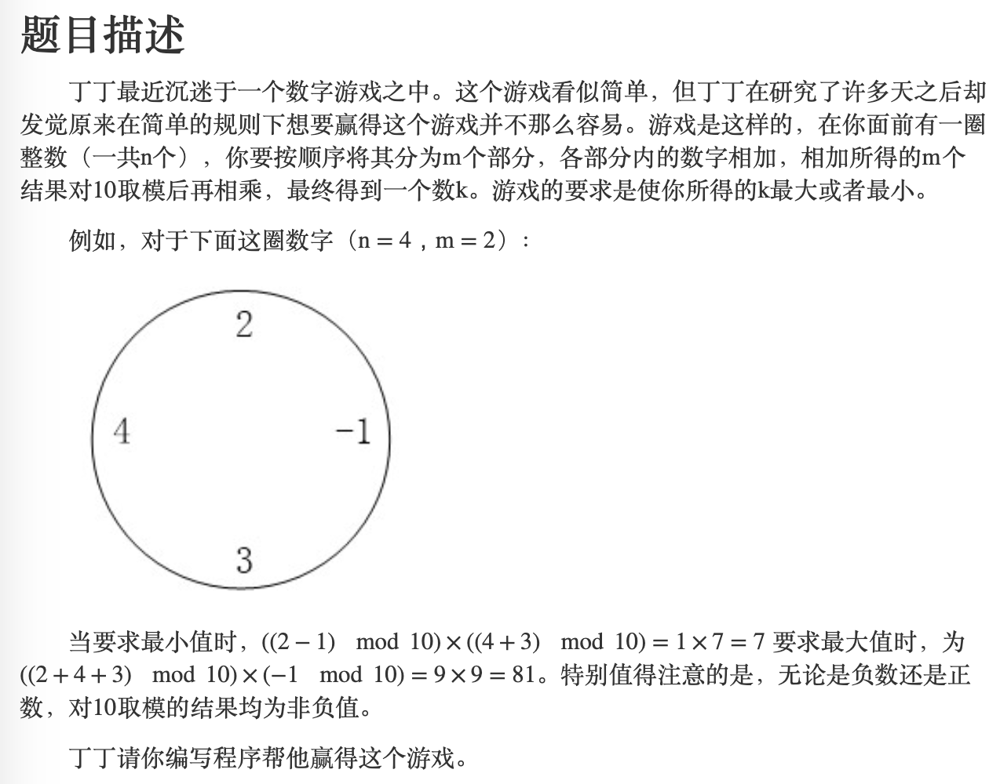 题目描述
丁丁最近沉迷于一个数字游戏之中。这个游戏看似简单，但丁丁在研究了许多天之后却
发觉原来在简单的规则下想要赢得这个游戏并不那么容易。游戏是这样的，在你面前有一圈
整数（一共n个），你要按顺序将其分为m个部分，各部分内的数字相加，相加所得的m个
结果对10取模后再相乘，最终得到一个数k。游戏的要求是使你所得的k最大或者最小。
例如，对于下面这圈数字（n = 4 , m = 2）：
2
4 -1
3
当要求最小值时，((2 − 1) mod 10) × ((4 + 3) mod 10) = 1 × 7 = 7 要求最大值时，为
((2 + 4 + 3) mod 10) × (−1 mod 10) = 9 × 9 = 81。特别值得注意的是，无论是负数还是正
数，对10取模的结果均为非负值。
丁丁请你编写程序帮他赢得这个游戏。